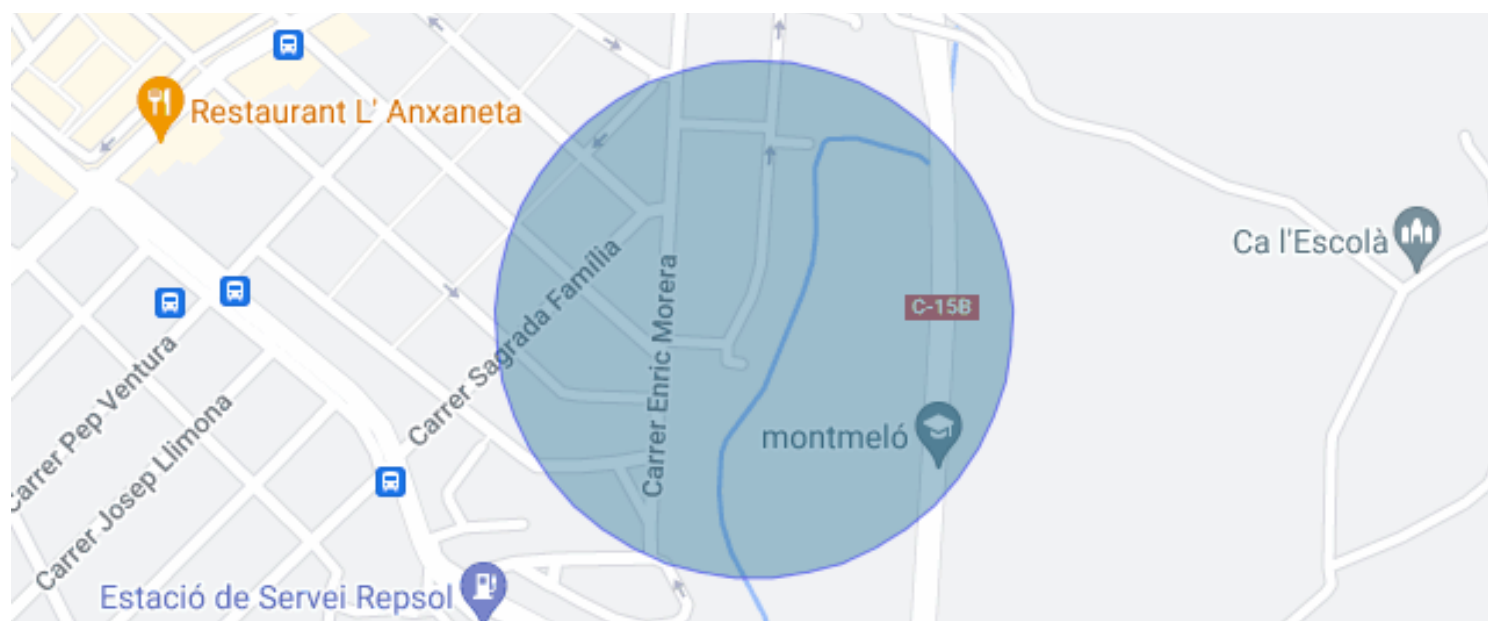 Restaurant L' Anxaneta
Ca l'Escolà
Carrer Sagrada Família
Carrer Enric Morera
C-15B
Carrer Pep Ventura
Carrer Josep Llimona
montmeló
Estació de Servei Repsol